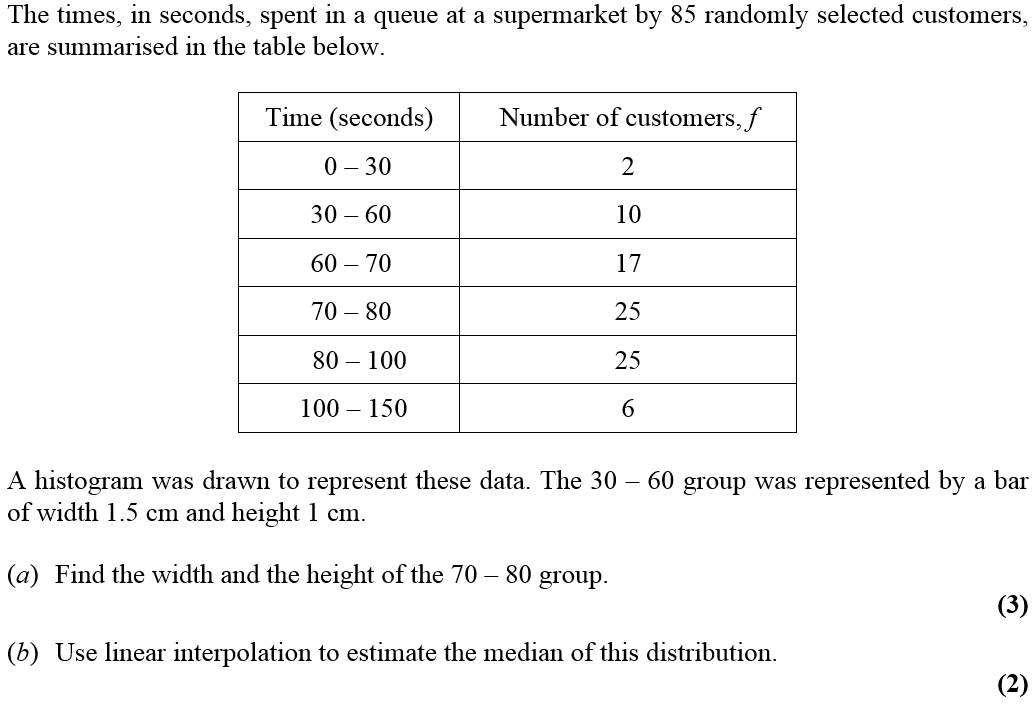 The times, in seconds, spent in a queue at a supermarket by 85 randomly selected customers,
are summarised in the table below.
Time (seconds) Number of customers, f
0 – 30 2
30 – 60 10
60 – 70 17
70 – 80 25
80 – 100 25
100 – 150 6
A histogram was drawn to represent these data. The 30 – 60 group was represented by a bar
of width 1.5 cm and height 1 cm.
(a) Find the width and the height of the 70 – 80 group.
(3)
(b) Use linear interpolation to estimate the median of this distribution.
(2)